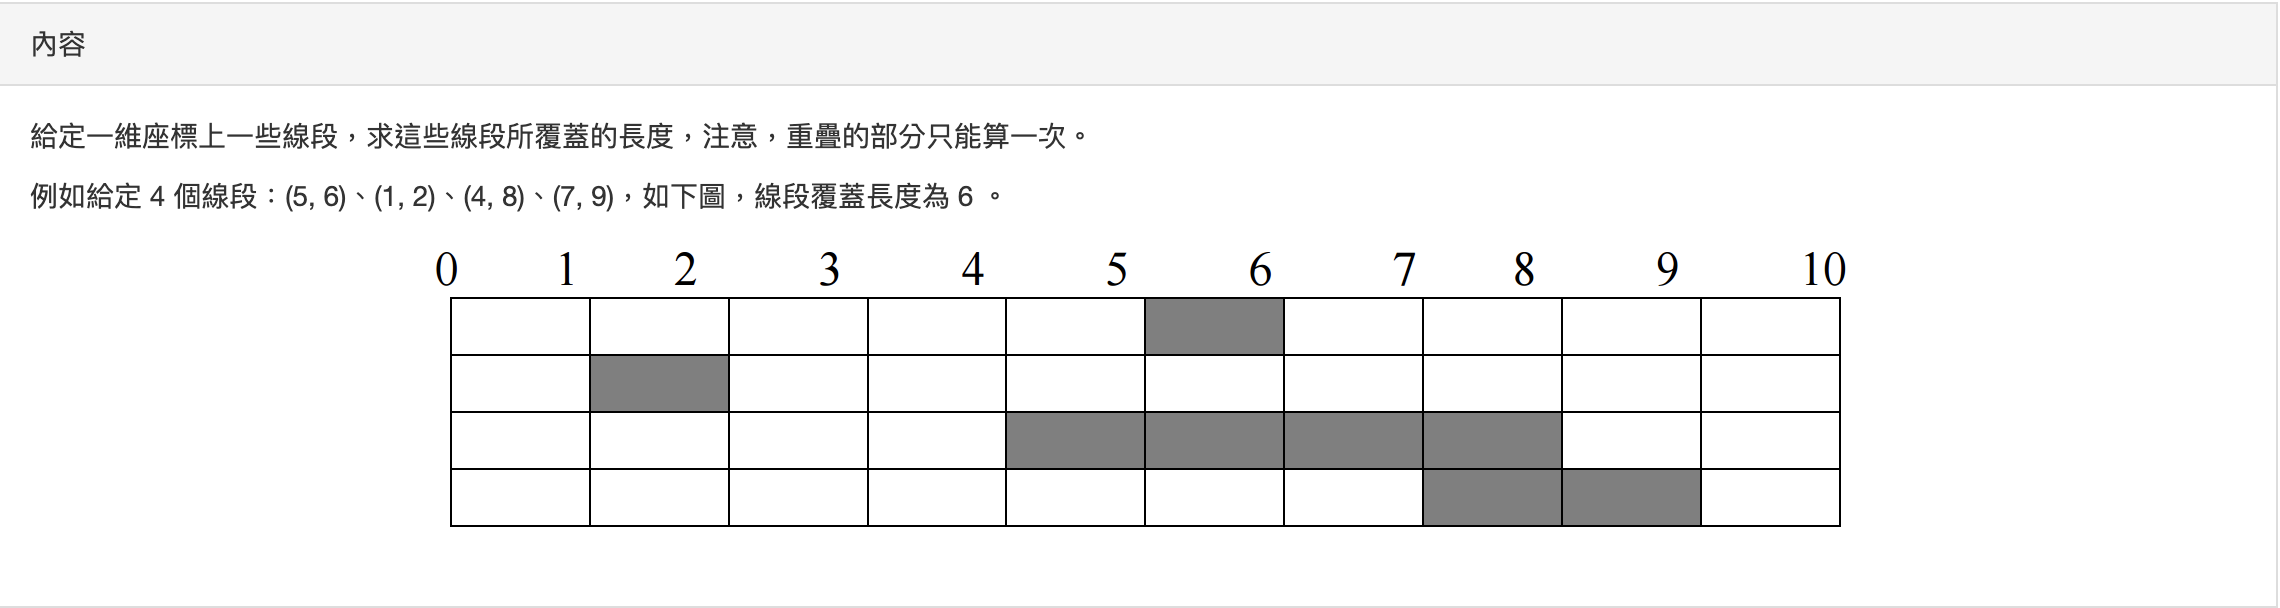 內容
給定一維座標上一些線段，求這些線段所覆蓋的長度，注意，重疊的部分只能算一次。
例如給定 4 個線段：(5, 6)、(1, 2)、(4, 8)、(7, 9)，如下圖，線段覆蓋長度為 6 。
0 1 2 3 4 5 6 7 8 9 10